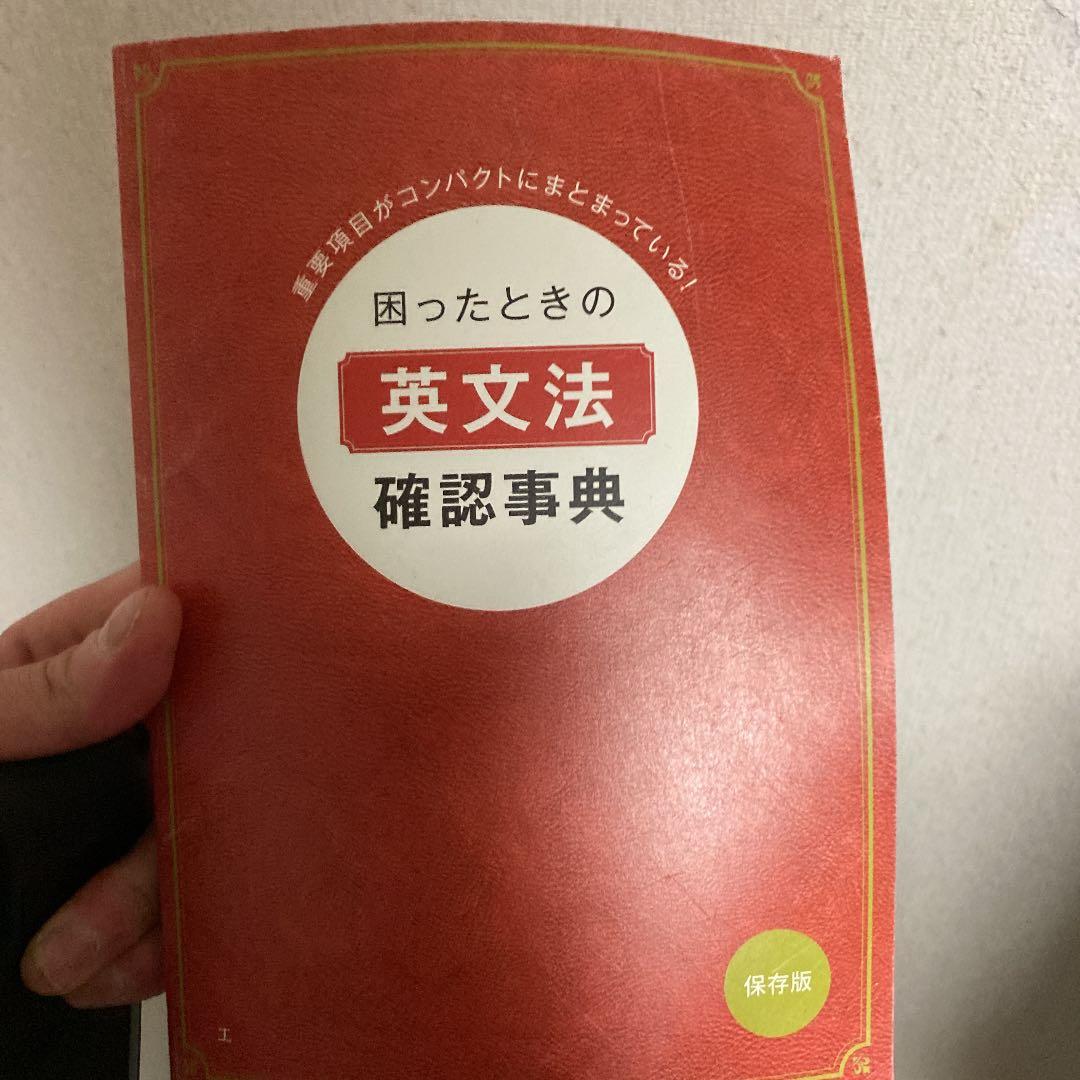 重要項目がコンパクトにまとまっている!
困ったときの
英文法
確認事典
保存版
工